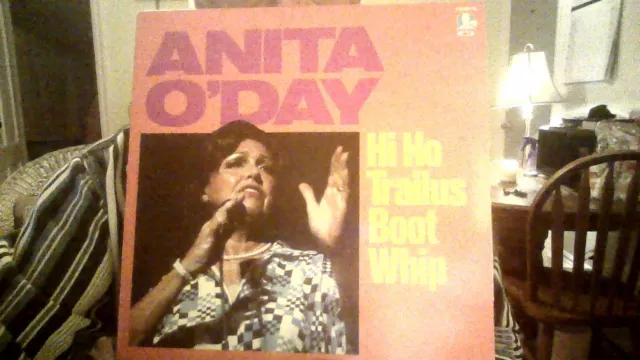 ANITA
O'DAY
Hi Ho
Trailus
Boot
Whip